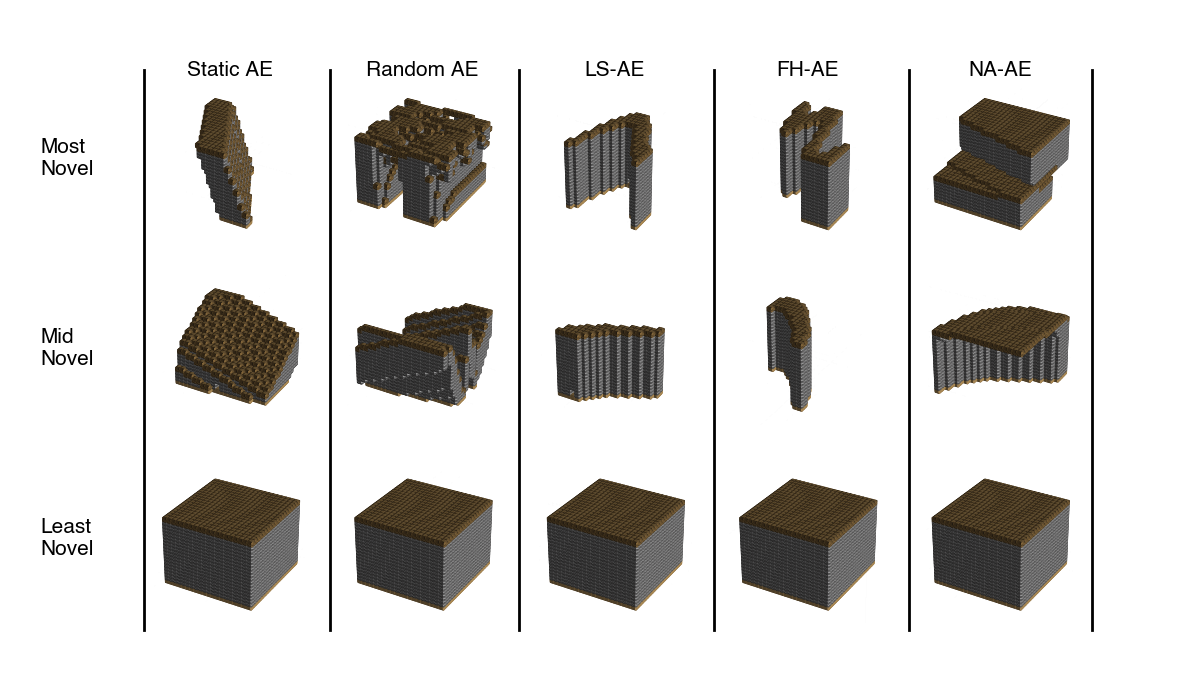 Static AE
Random AE
LS-AE
FH-AE
NA-AE
Most
Novel
Mid
Novel
Least
Novel